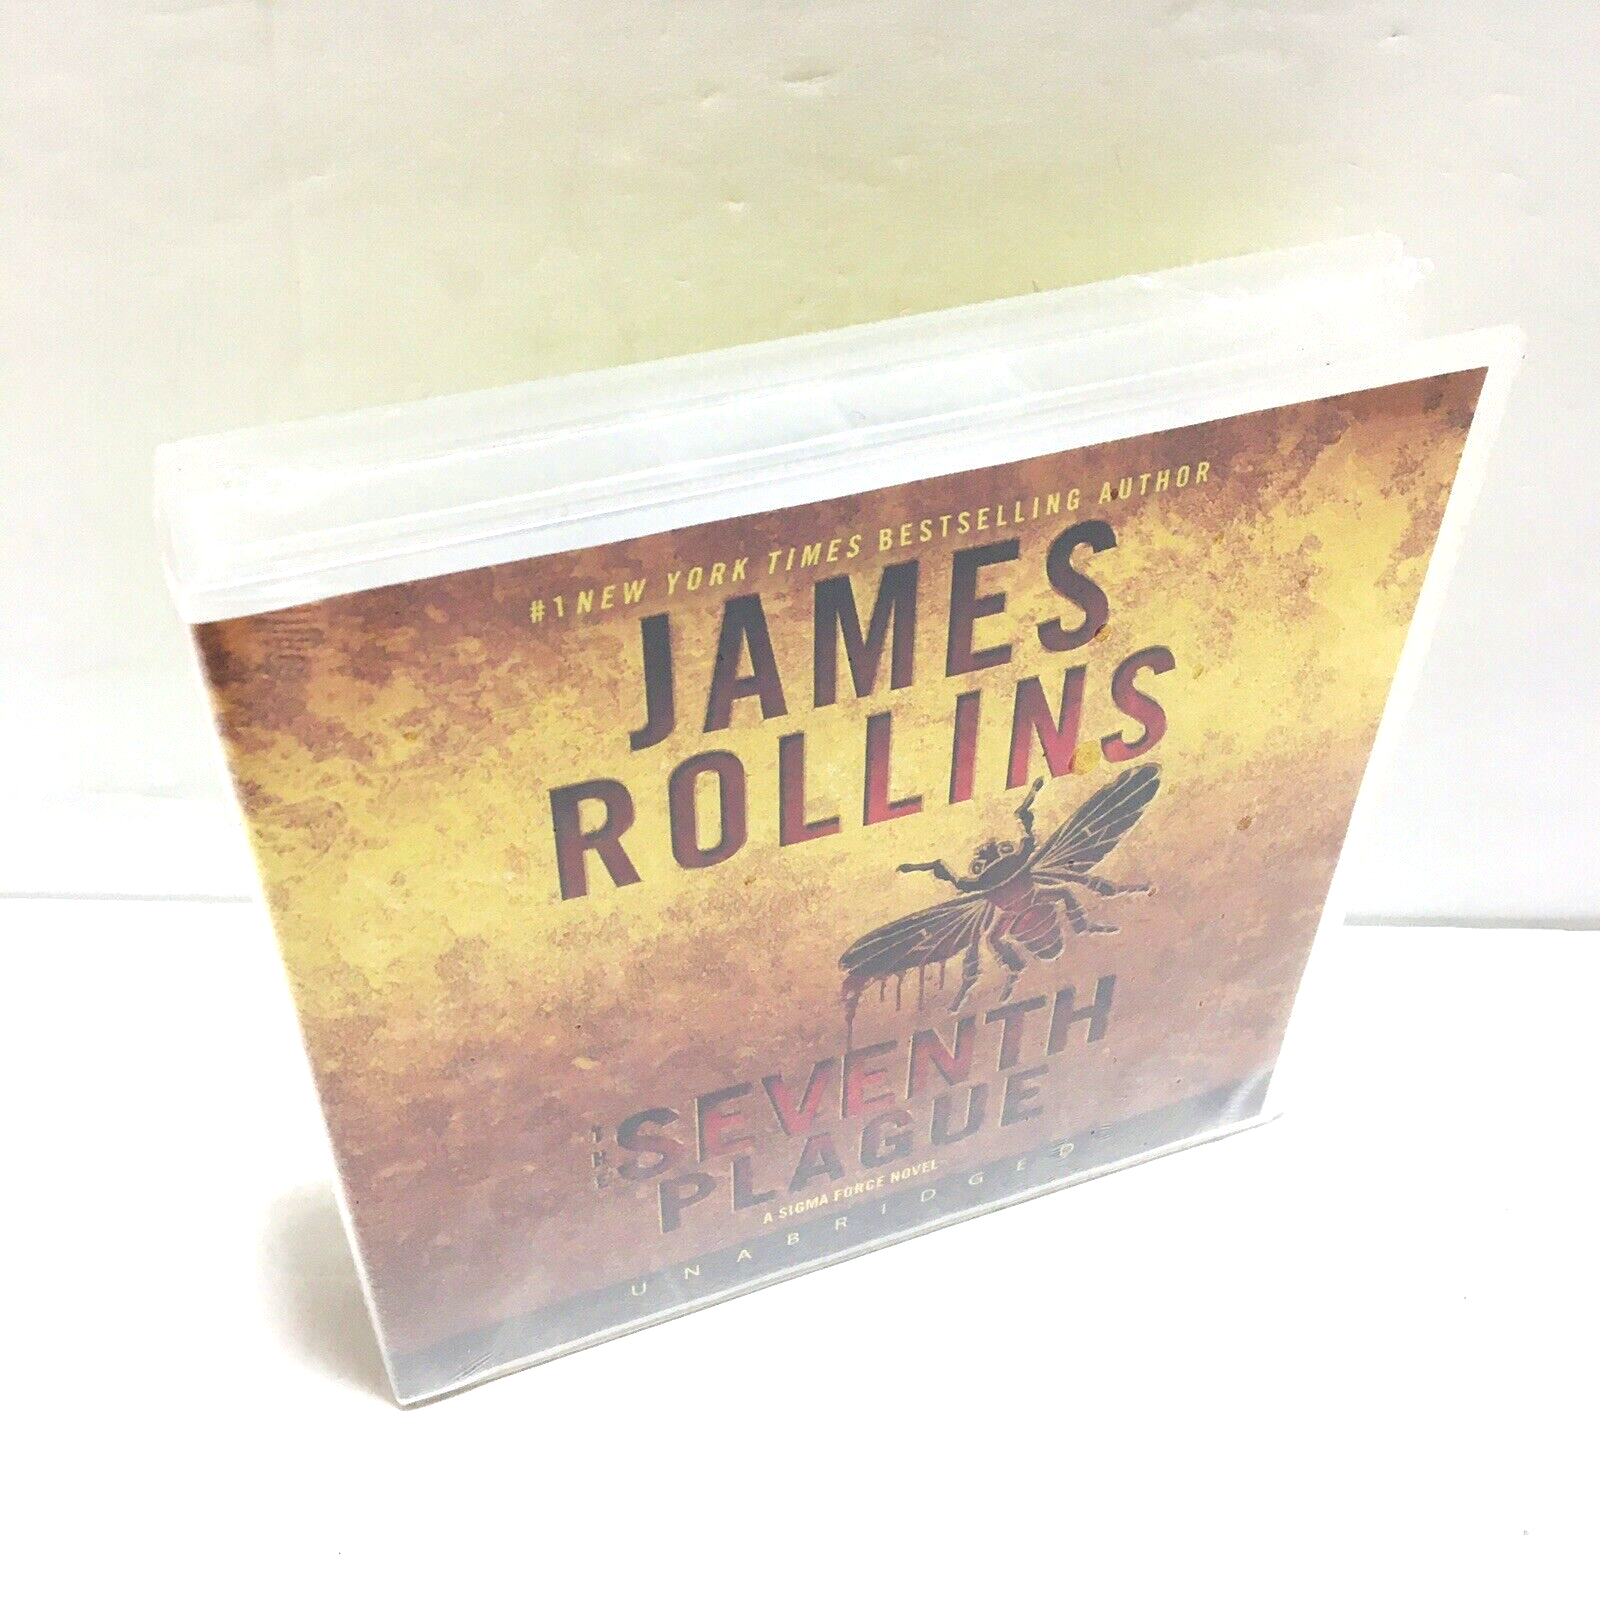 #1 NEW YORK TIMES BESTSELLING AUTHOR
JAMES
ROLLINS
THE SEVENTH
PLAGUE
A SIGMA FORCE NOVEL
UNABRIDGED